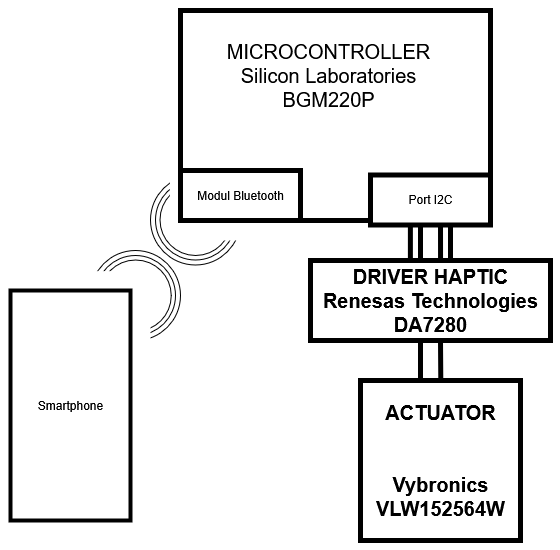 MICROCONTROLLER
Silicon Laboratories
BGM220P
Modul Bluetooth
Port I2C
DRIVER HAPTIC
Renesas Technologies
DA7280
Smartphone
ACTUATOR
Vybronics
VLW152564W